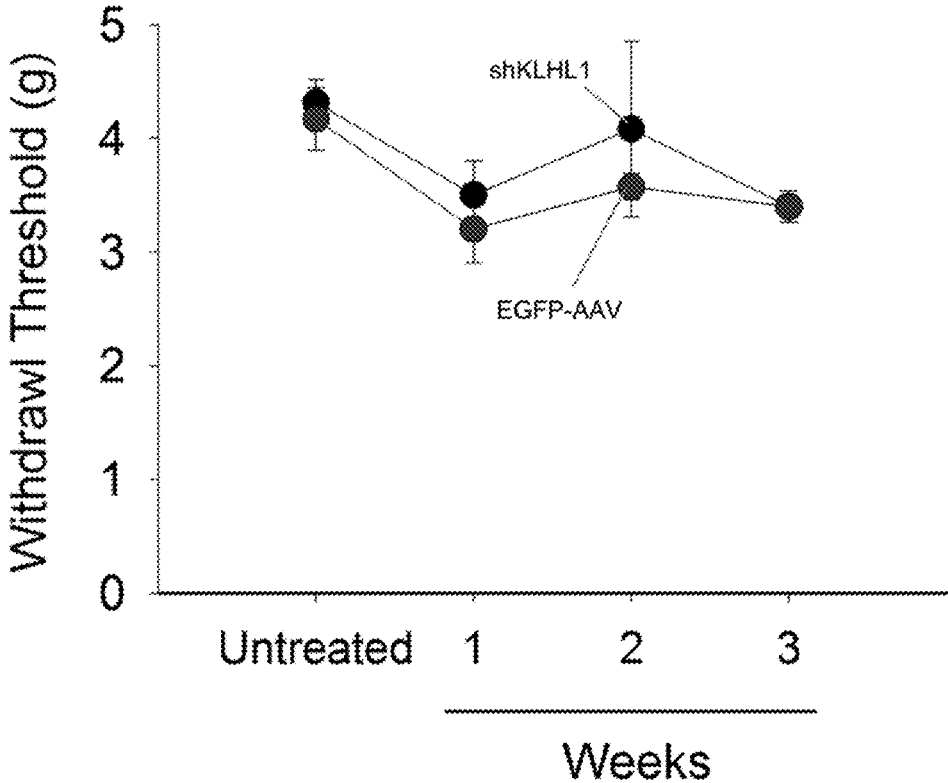 Withdrawl Threshold (g)
5
4
3
2
1
0
shKLHL1
EGFP-AAV
Untreated 1 2 3
Weeks